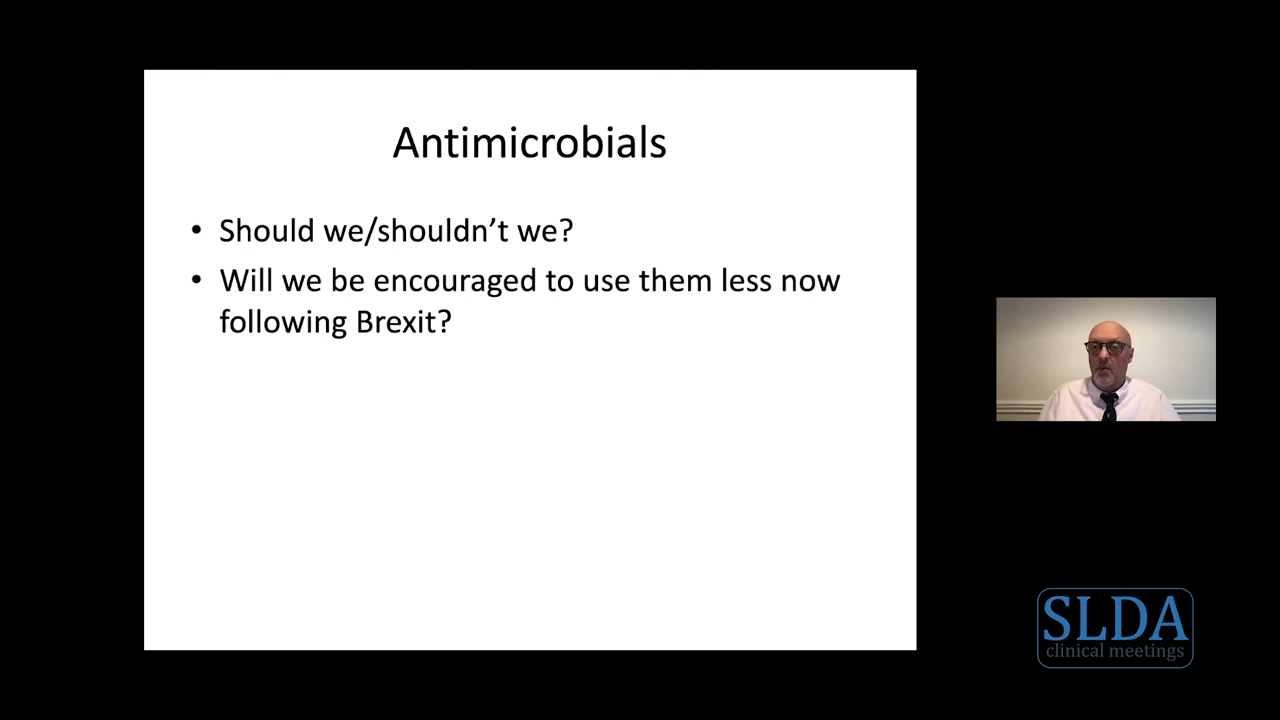 Antimicrobials
• Should we/shouldn’t we?
• Will we be encouraged to use them less now
following Brexit?
SLDA
clinical meetings